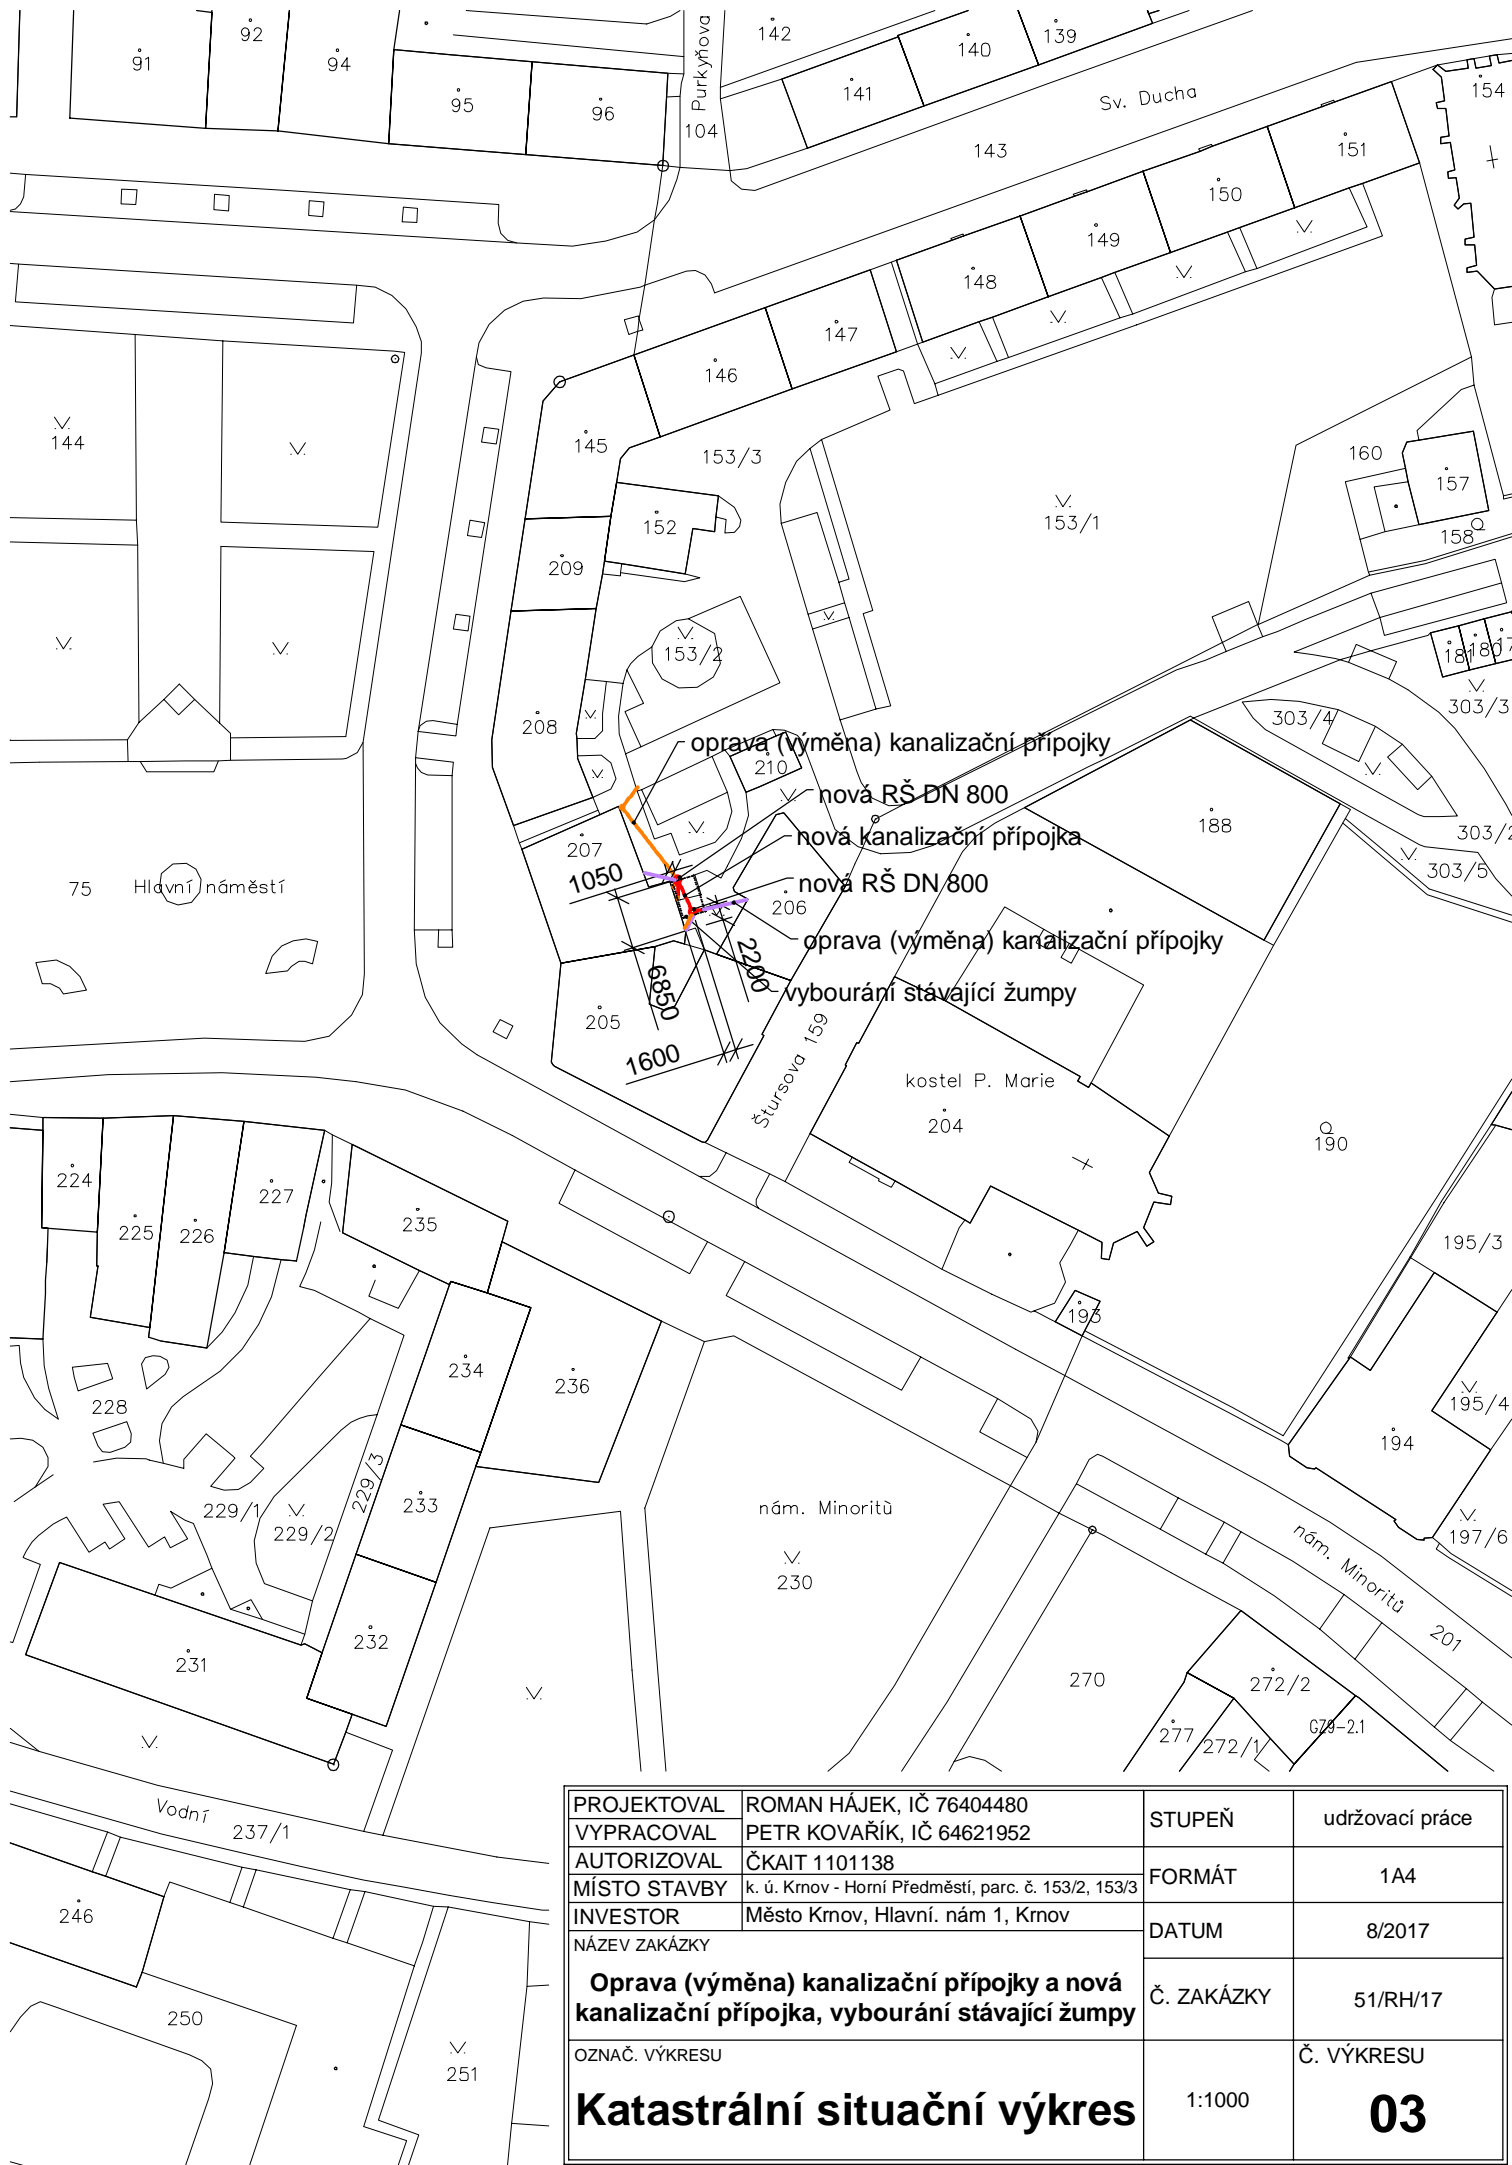 92
91
94
95
96
Purkyňova
104
142
139
140
141
Sv. Ducha
154
143
151
150
149
148
147
146
144
145
153/3
160
157
158
153/1
152
209
153/2
181
180
303/3
208
303/4
oprava (výměna) kanalizační přípojky
210
nová RŠ DN 800
188
303/2
nová kanalizační přípojka
207
303/5
1050
75
Hlavní náměstí
nová RŠ DN 800
206
oprava (výměna) kanalizační přípojky
2200
6850
vybourání stávající žumpy
205
1600
Štursova 159
kostel P. Marie
204
190
224
227
225
226
235
195/3
193
234
236
228
195/4
194
229/3
233
229/1
229/2
nám. Minoritù
197/6
nám. Minoritů
230
201
232
231
270
272/2
277
272/1
GZ9-2.1
Vodní
237/1
246
250
251
PROJEKTOVAL ROMAN HÁJEK, IČ 76404480
VYPRACOVAL PETR KOVAŘÍK, IČ 64621952
STUPEŇ udržovací práce
AUTORIZOVAL ČKAIT 1101138
MÍSTO STAVBY k. ú. Krnov - Horní Předměstí, parc. č. 153/2, 153/3
FORMÁT 1A4
INVESTOR Město Krnov, Hlavní. nám 1, Krnov
DATUM 8/2017
NÁZEV ZAKÁZKY
Oprava (výměna) kanalizační přípojky a nová
kanalizační přípojka, vybourání stávající žumpy
Č. ZAKÁZKY 51/RH/17
OZNAČ. VÝKRESU
Katastrální situační výkres
1:1000
Č. VÝKRESU
03